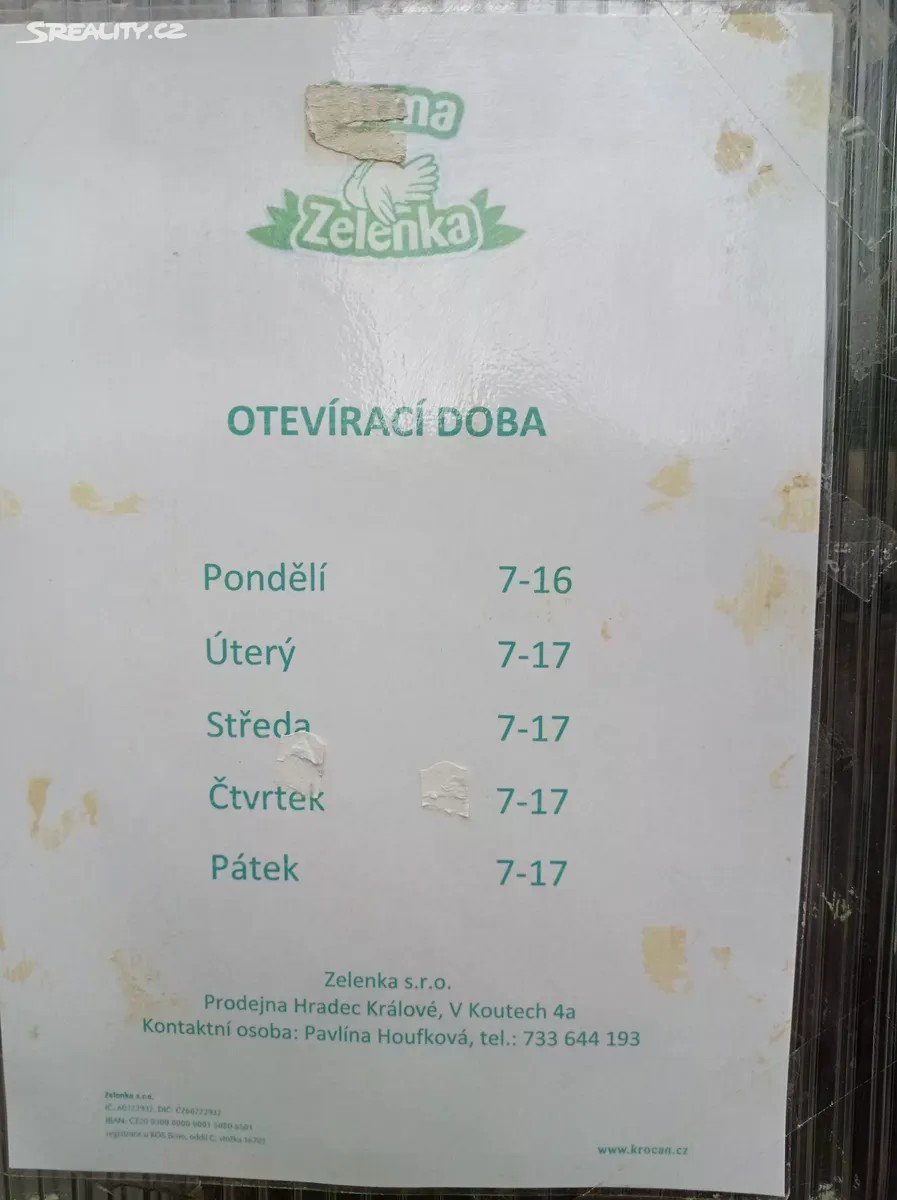 SREALITY.CZ
Zelenka
OTEVÍRACÍ DOBA
Pondělí 7-16
Úterý 7-17
Středa 7-17
Čtvrtek 7-17
Pátek 7-17
Zelenka s.r.o.
Prodejna Hradec Králové, V Koutech 4a
Kontaktní osoba: Pavlína Houfková, tel.: 733 644 193
Zelenka s.r.o.
www.krocan.cz